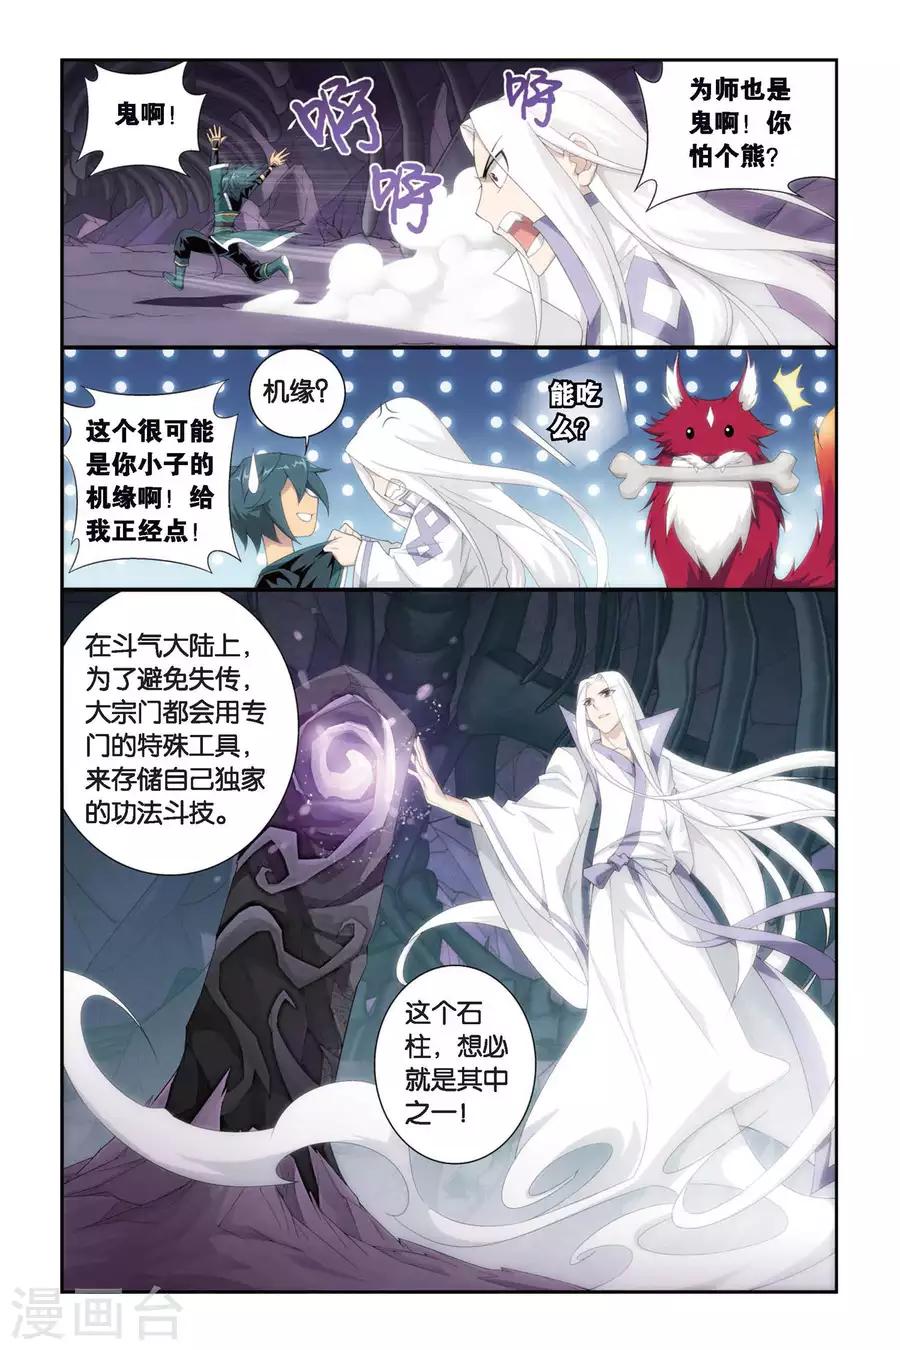 鬼啊！
啊
啊
啊
为师也是
鬼啊！你
怕个熊？
这个很可能
是你小子的
机缘啊！给
我正经点！
机缘？
能吃
么？
在斗气大陆上，
为了避免失传，
大宗门都会用专
门的特殊工具，
来存储自己独家
的功法斗技。
这个石
柱，想必
就是其中
之一！
漫画台